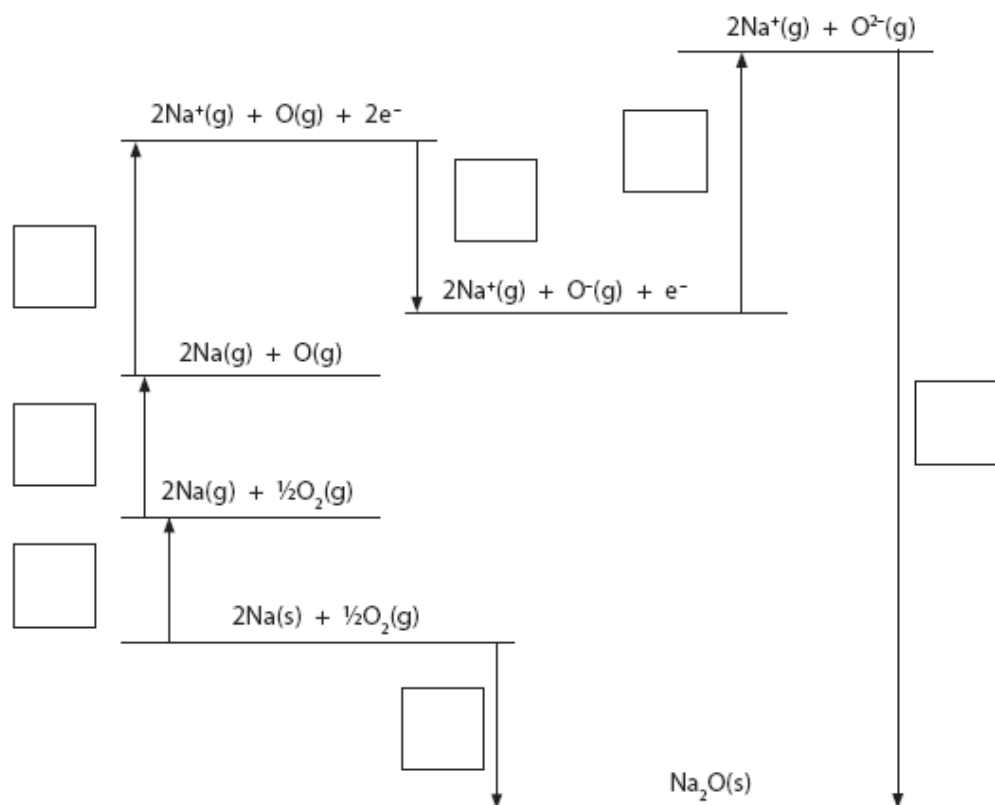 2Na⁺(g) + O²⁻(g)
2Na⁺(g) + O(g) + 2e⁻
2Na⁺(g) + O⁻(g) + e⁻
2Na(g) + O(g)
2Na(g) + ½O₂(g)
2Na(s) + ½O₂(g)
Na₂O(s)